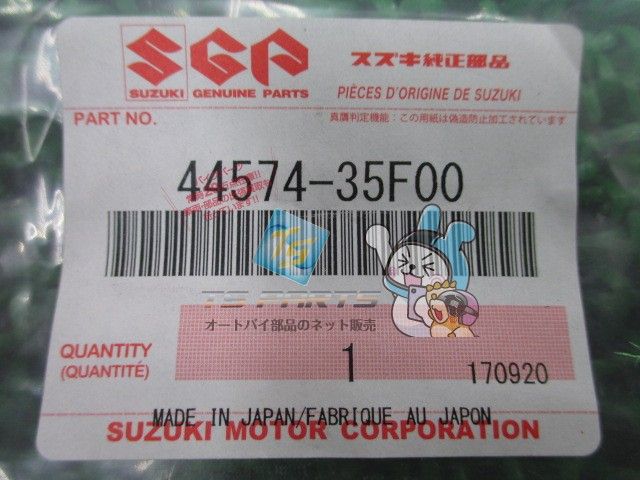 SGP
スズキ純正部品
SUZUKI GENUINE PARTS
PIÈCES D'ORIGINE DE SUZUKI
PART NO.
真贋判定機能：この用紙は偽造防止加工されています
44574-35F00
TS PARTS
オートバイ部品のネット販売
QUANTITY
(QUANTITÉ)
1
170920
MADE IN JAPAN/FABRIQUE AU JAPON
SUZUKI MOTOR CORPORATION